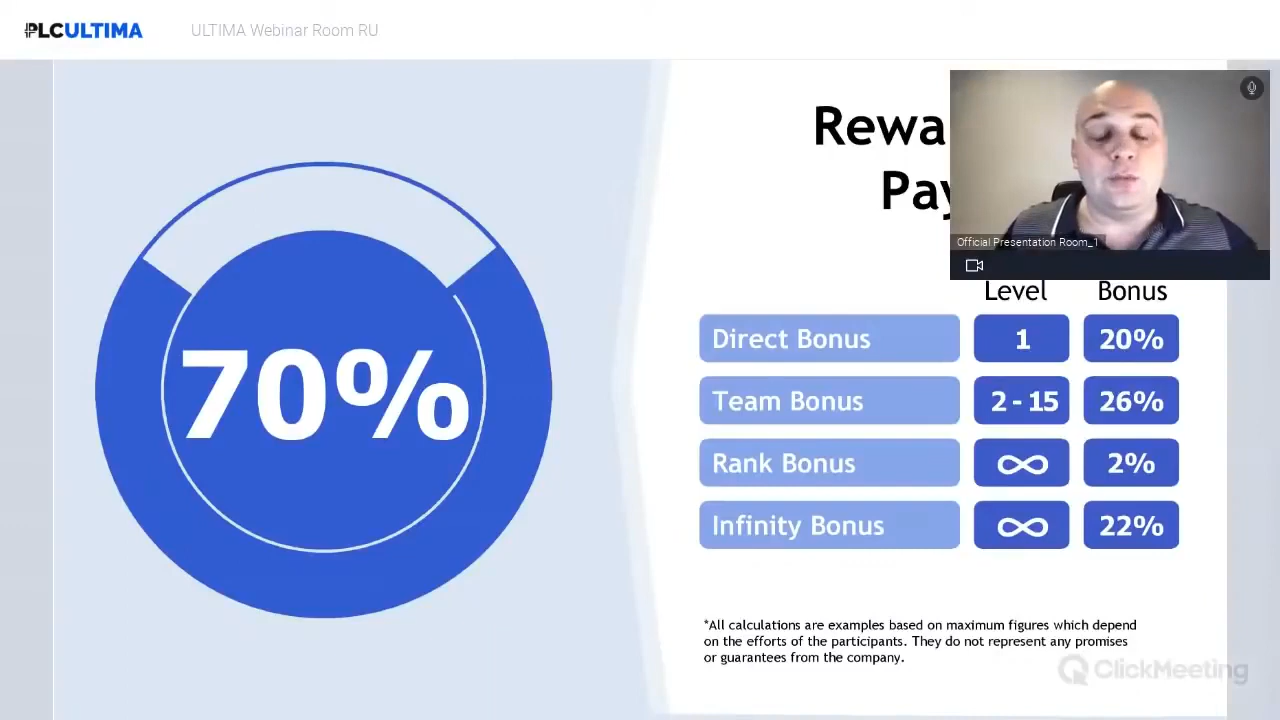 PLCULTIMA
ULTIMA Webinar Room RU
Official Presentation Room_1
70%
Level Bonus
Direct Bonus 1 20%
Team Bonus 2 - 15 26%
Rank Bonus ∞ 2%
Infinity Bonus ∞ 22%
*All calculations are examples based on maximum figures which depend
on the efforts of the participants. They do not represent any promises
or guarantees from the company.
ClickMeeting